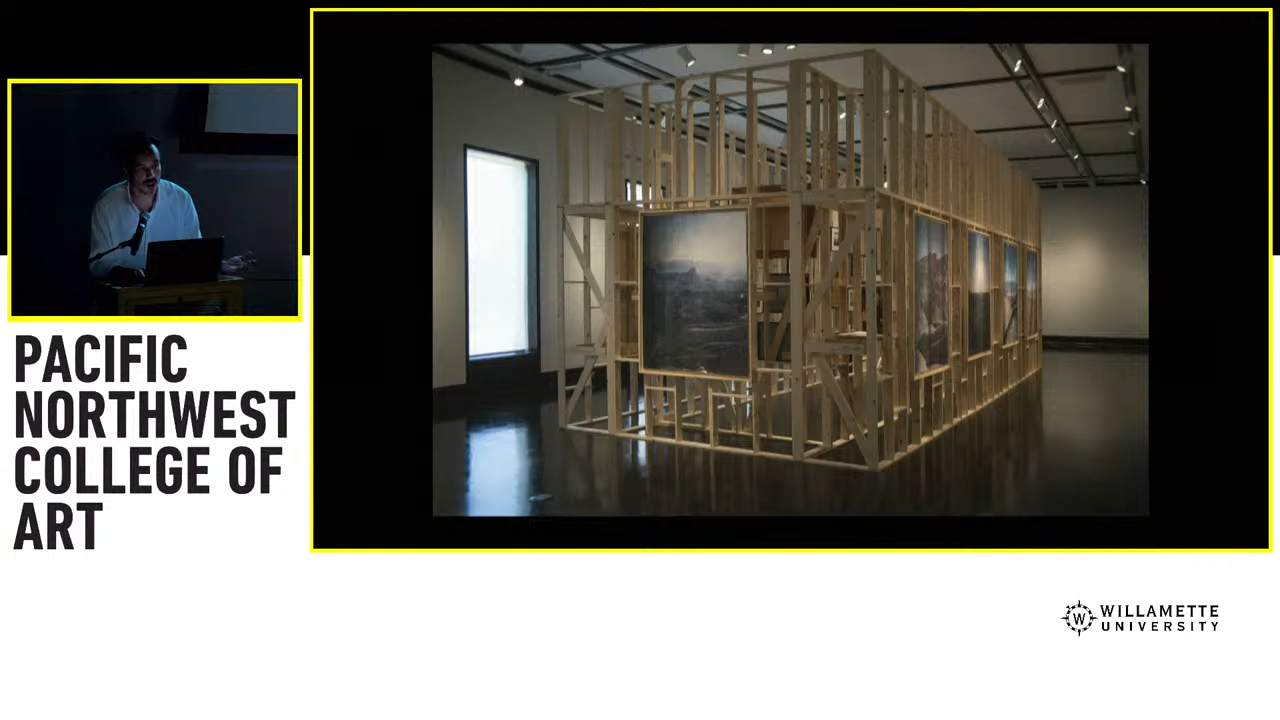 PACIFIC
NORTHWEST
COLLEGE OF
ART
W
WILLAMETTE
UNIVERSITY